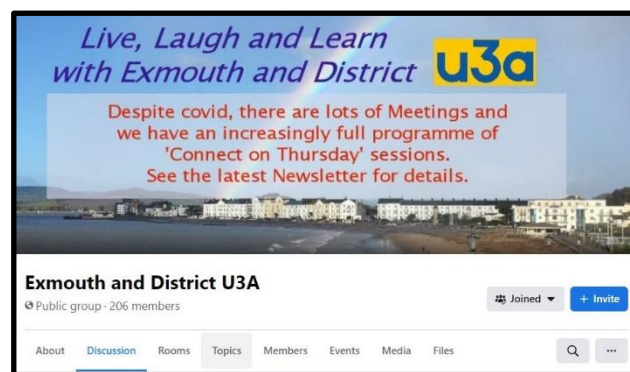 Live, Laugh and Learn
with Exmouth and District u3a
Despite covid, there are lots of Meetings and
we have an increasingly full programme of
'Connect on Thursday' sessions.
See the latest Newsletter for details.
Exmouth and District U3A
Public group · 206 members
Joined
+ Invite
About Discussion Rooms Topics Members Events Media Files